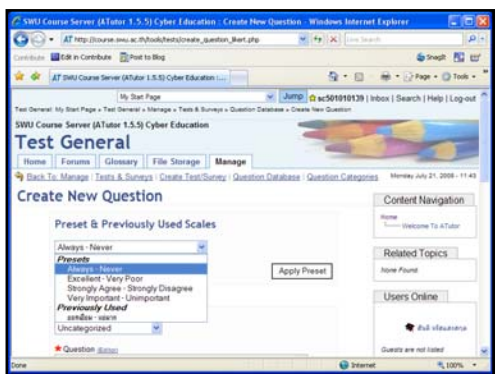 SWU Course Server (ATutor 1.5.5) Cyber Education : Create New Question - Windows Internet Explorer
http://course.swu.ac.th/tools/tests/create_question_likert.php
Live Search
Contribute Edit in Contribute Post to Blog
SnagIt
SWU Course Server (ATutor 1.5.5) Cyber Education : ...
Page Tools
My Start Page Jump sc501010139 | Inbox | Search | Help | Log-out
Test General: My Start Page » Test General » Manage » Tests & Surveys » Question Database » Create New Question
SWU Course Server (ATutor 1.5.5) Cyber Education
Test General
Home Forums Glossary File Storage Manage
Back To: Manage | Tests & Surveys | Create Test/Survey | Question Database | Question Categories
Monday July 21, 2008 - 11:43
Create New Question
Content Navigation
Home
Welcome To ATutor
Preset & Previously Used Scales
Always - Never
Presets
Always - Never
Excellent - Very Poor
Strongly Agree - Strongly Disagree
Very Important - Unimportant
Previously Used
Apply Preset
Related Topics
None Found
Users Online
Uncategorized
Question
Guests are not listed
Done
Internet
100%